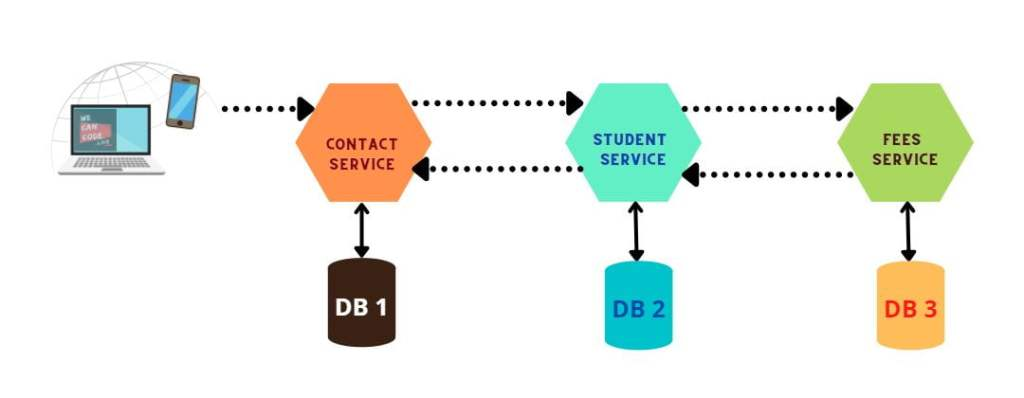 WE
CAN
CODE
CONTACT
SERVICE
STUDENT
SERVICE
FEES
SERVICE
DB 1
DB 2
DB 3